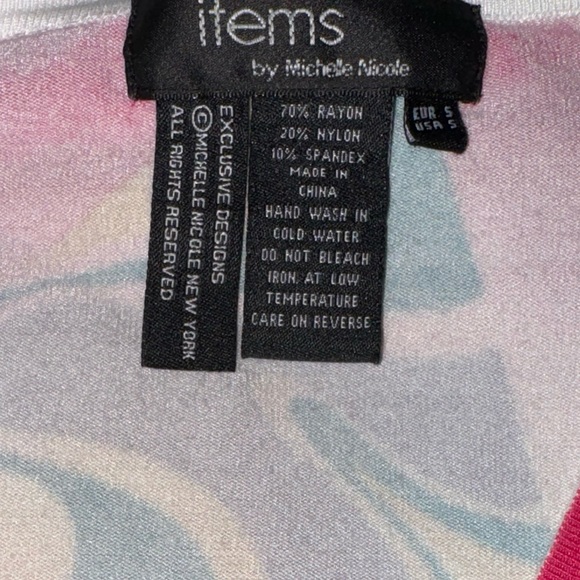 items
by Michelle Nicole
EXCLUSIVE DESIGNS
©MICHELLE NICOLE NEW YORK
ALL RIGHTS RESERVED
70% RAYON
20% NYLON
10% SPANDEX
MADE IN
CHINA
HAND WASH IN
COLD WATER
DO NOT BLEACH
IRON AT LOW
TEMPERATURE
CARE ON REVERSE
EUR S
USA S